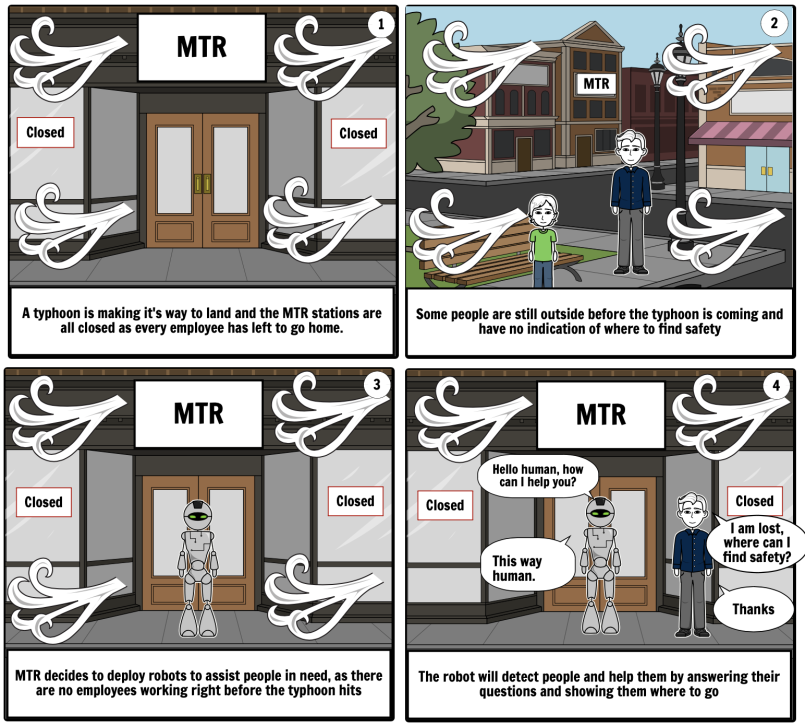 1
MTR
Closed
Closed
A typhoon is making it's way to land and the MTR stations are
all closed as every employee has left to go home.
2
MTR
Some people are still outside before the typhoon is coming and
have no indication of where to find safety
3
MTR
Closed
Closed
MTR decides to deploy robots to assist people in need, as there
are no employees working right before the typhoon hits
4
MTR
Hello human, how
can I help you?
Closed
Closed
I am lost,
where can I
find safety?
This way
human.
Thanks
The robot will detect people and help them by answering their
questions and showing them where to go